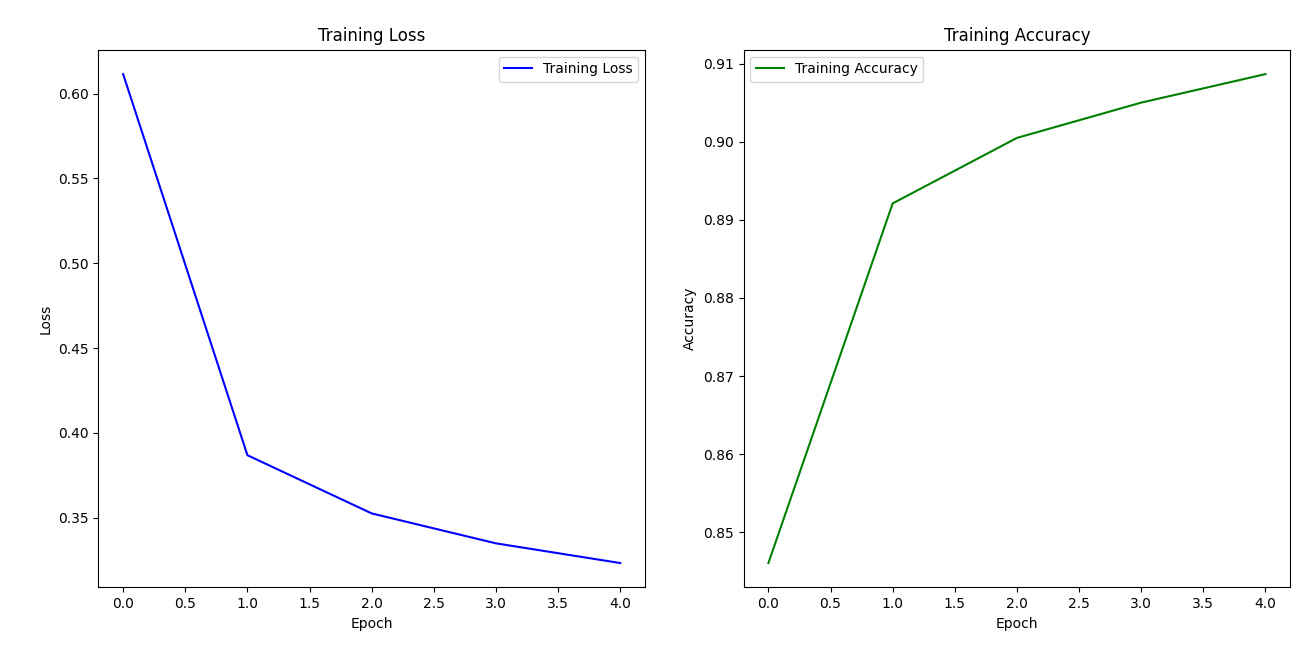 Training Loss
Training Loss
0.60
0.55
0.50
0.45
0.40
0.35
Loss
0.0 0.5 1.0 1.5 2.0 2.5 3.0 3.5 4.0
Epoch
Training Accuracy
Training Accuracy
0.91
0.90
0.89
0.88
0.87
0.86
0.85
Accuracy
0.0 0.5 1.0 1.5 2.0 2.5 3.0 3.5 4.0
Epoch